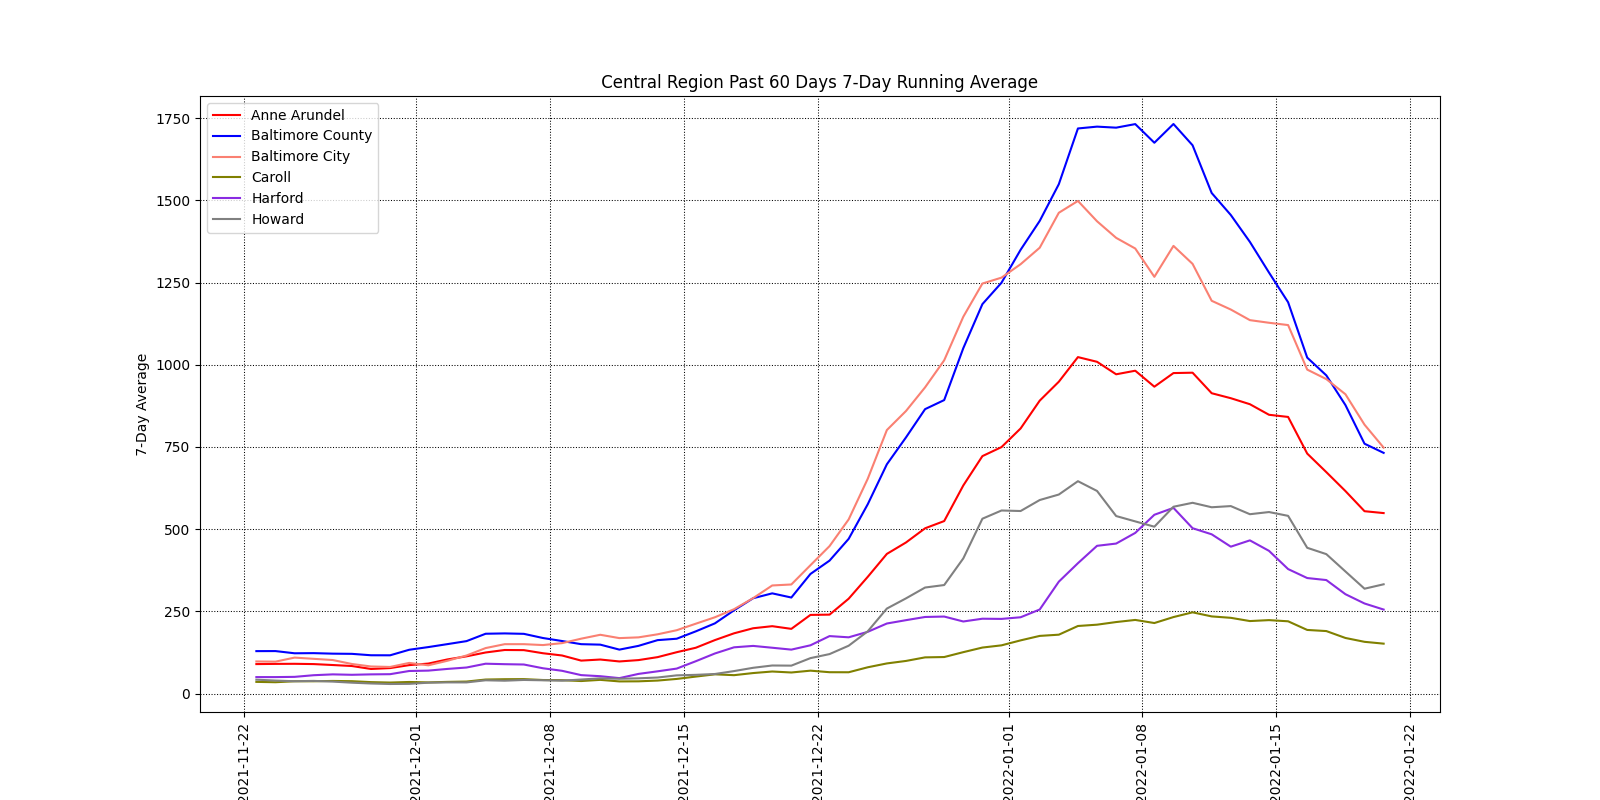 Central Region Past 60 Days 7-Day Running Average
Anne Arundel
Baltimore County
Baltimore City
Caroll
Harford
Howard
7-Day Average
1750
1500
1250
1000
750
500
250
0
2021-11-22
2021-12-01
2021-12-08
2021-12-15
2021-12-22
2022-01-01
2022-01-08
2022-01-15
2022-01-22